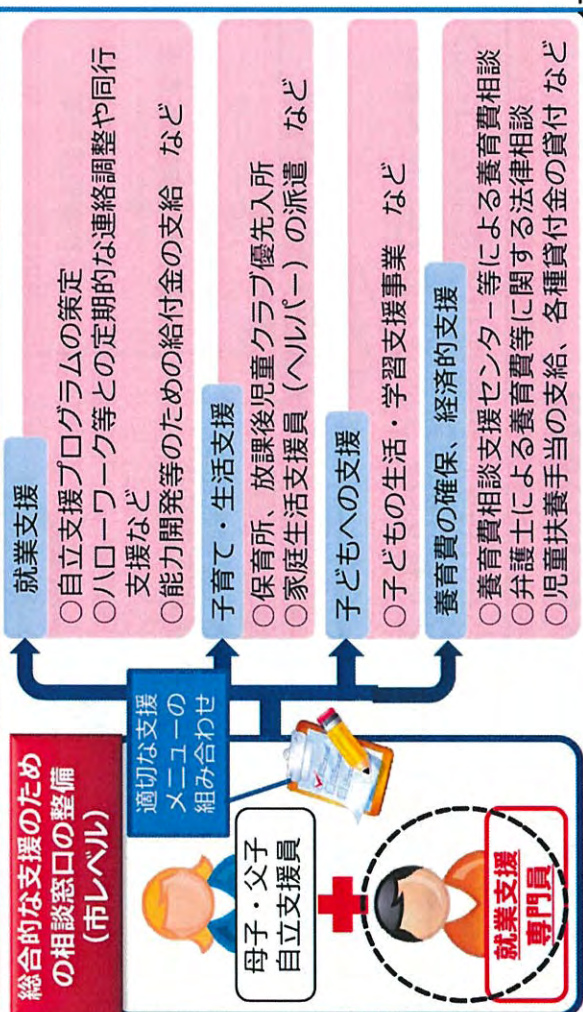 総合的な支援のため
の相談窓口の整備
(市レベル)
母子・父子
自立支援員
就業支援
専門員
適切な支援
メニューの
組み合わせ
就業支援
○自立支援プログラムの策定
○ハローワーク等との定期的な連絡調整や同行
支援など
○能力開発等のための給付金の支給 など
子育て・生活支援
○保育所、放課後児童クラブ優先入所
○家庭生活支援員（ヘルパー）の派遣 など
子どもへの支援
○子どもの生活・学習支援事業 など
養育費の確保、経済的支援
○養育費相談支援センター等による養育費相談
○弁護士による養育費等に関する法律相談
○児童扶養手当の支給、各種貸付金の貸付 など